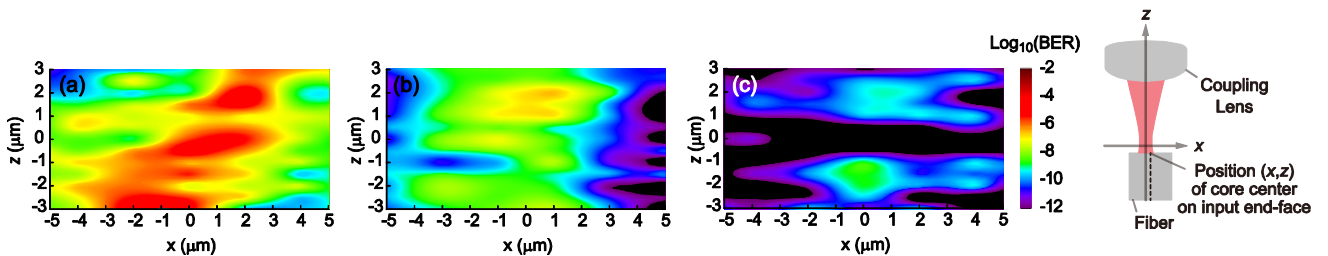 (a)
3
2
1
0
-1
-2
-3
z (μm)
-5 -4 -3 -2 -1 0 1 2 3 4 5
x (μm)
(b)
3
2
1
0
-1
-2
-3
z (μm)
-5 -4 -3 -2 -1 0 1 2 3 4 5
x (μm)
(c)
3
2
1
0
-1
-2
-3
z (μm)
-5 -4 -3 -2 -1 0 1 2 3 4 5
x (μm)
Log10(BER)
-2
-4
-6
-8
-10
-12
z
Coupling
Lens
x
Position (x,z)
of core center
on input end-face
Fiber